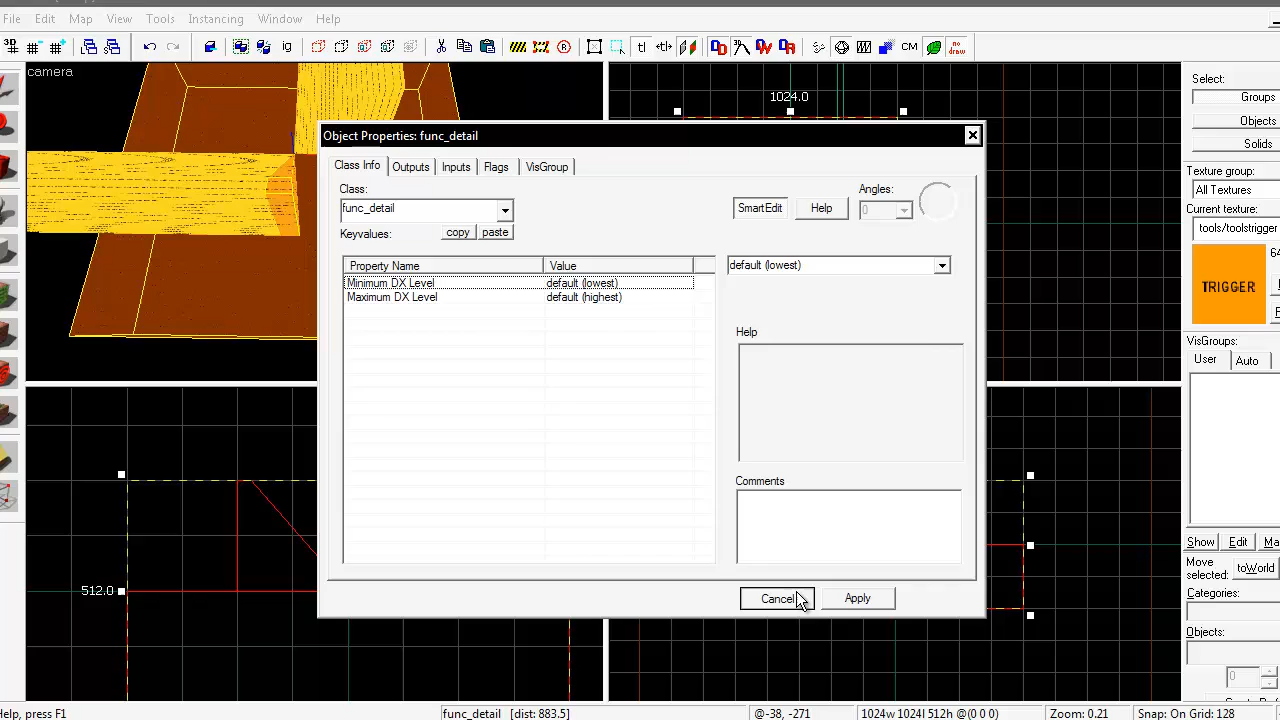 File Edit Map View Tools Instancing Window Help
camera
1024.0
Object Properties: func_detail
Class Info Outputs Inputs Flags VisGroup
Class:
func_detail
Keyvalues:
copy paste
SmartEdit
Help
Angles:
0
Property Name Value
Minimum DX Level default (lowest)
Maximum DX Level default (highest)
default (lowest)
Help
Comments
Cancel Apply
512.0
Select:
Groups
Objects
Solids
Texture group:
All Textures
Current texture:
tools/toolstrigger
TRIGGER
VisGroups:
User Auto
Show Edit Ma
Move
selected:
toWorld
Categories:
Objects:
0
Help, press F1
func_detail [dist: 883.5]
@-38, -271
1024w 1024l 512h @(0 0 0)
Zoom: 0.21
Snap: On Grid: 128